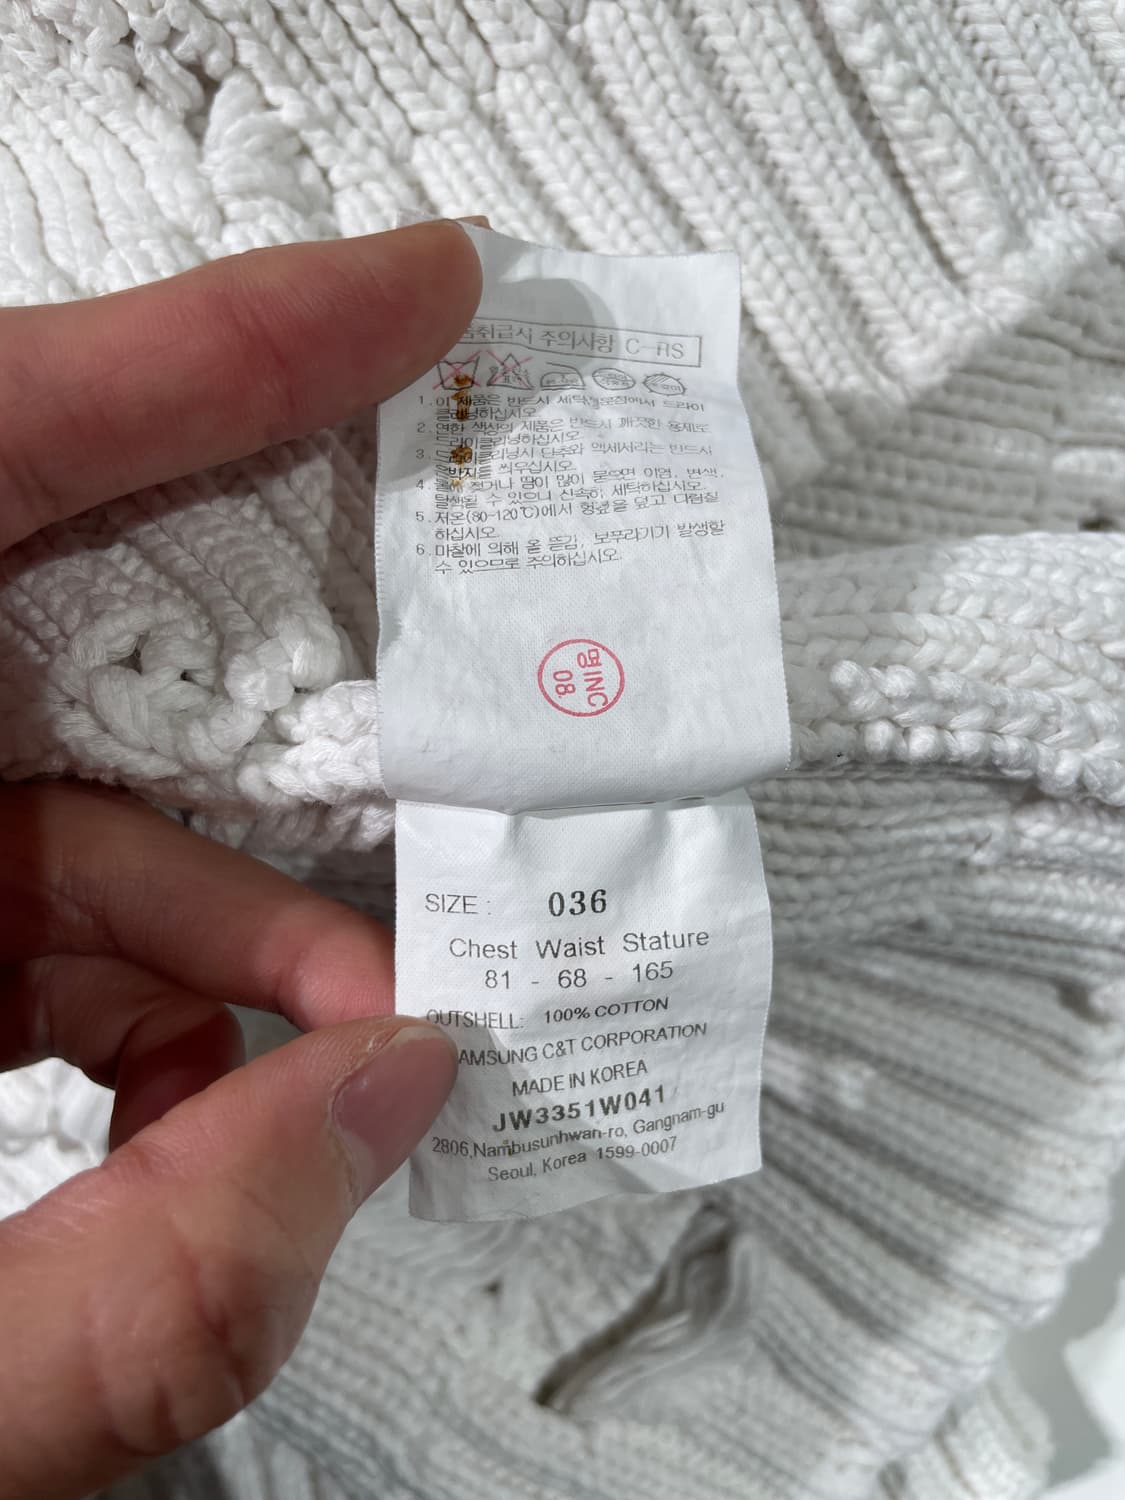 취급시 주의사항 C-RS
1. 이 제품은 반드시 세탁전문점에서 드라이
클리닝하십시오.
2. 연한 색상의 제품은 반드시 깨끗한 용제로
드라이클리닝하십시오.
3. 드라이클리닝시 단추와 액세서리는 반드시
은박지를 씌우십시오.
4. 물에 젖거나 땀이 많이 묻으면 이염, 변색,
탈색될 수 있으니 신속히 세탁하십시오.
5. 저온(80-120℃)에서 헝겊을 덮고 다림질
하십시오.
6. 마찰에 의해 올 뜯김, 보푸라기가 발생할
수 있으므로 주의하십시오.
명INC
08.
SIZE : 036
Chest Waist Stature
81 - 68 - 165
OUTSHELL: 100% COTTON
AMSUNG C&T CORPORATION
MADE IN KOREA
JW3351W041
2806,Nambusunhwan-ro, Gangnam-gu
Seoul, Korea 1599-0007